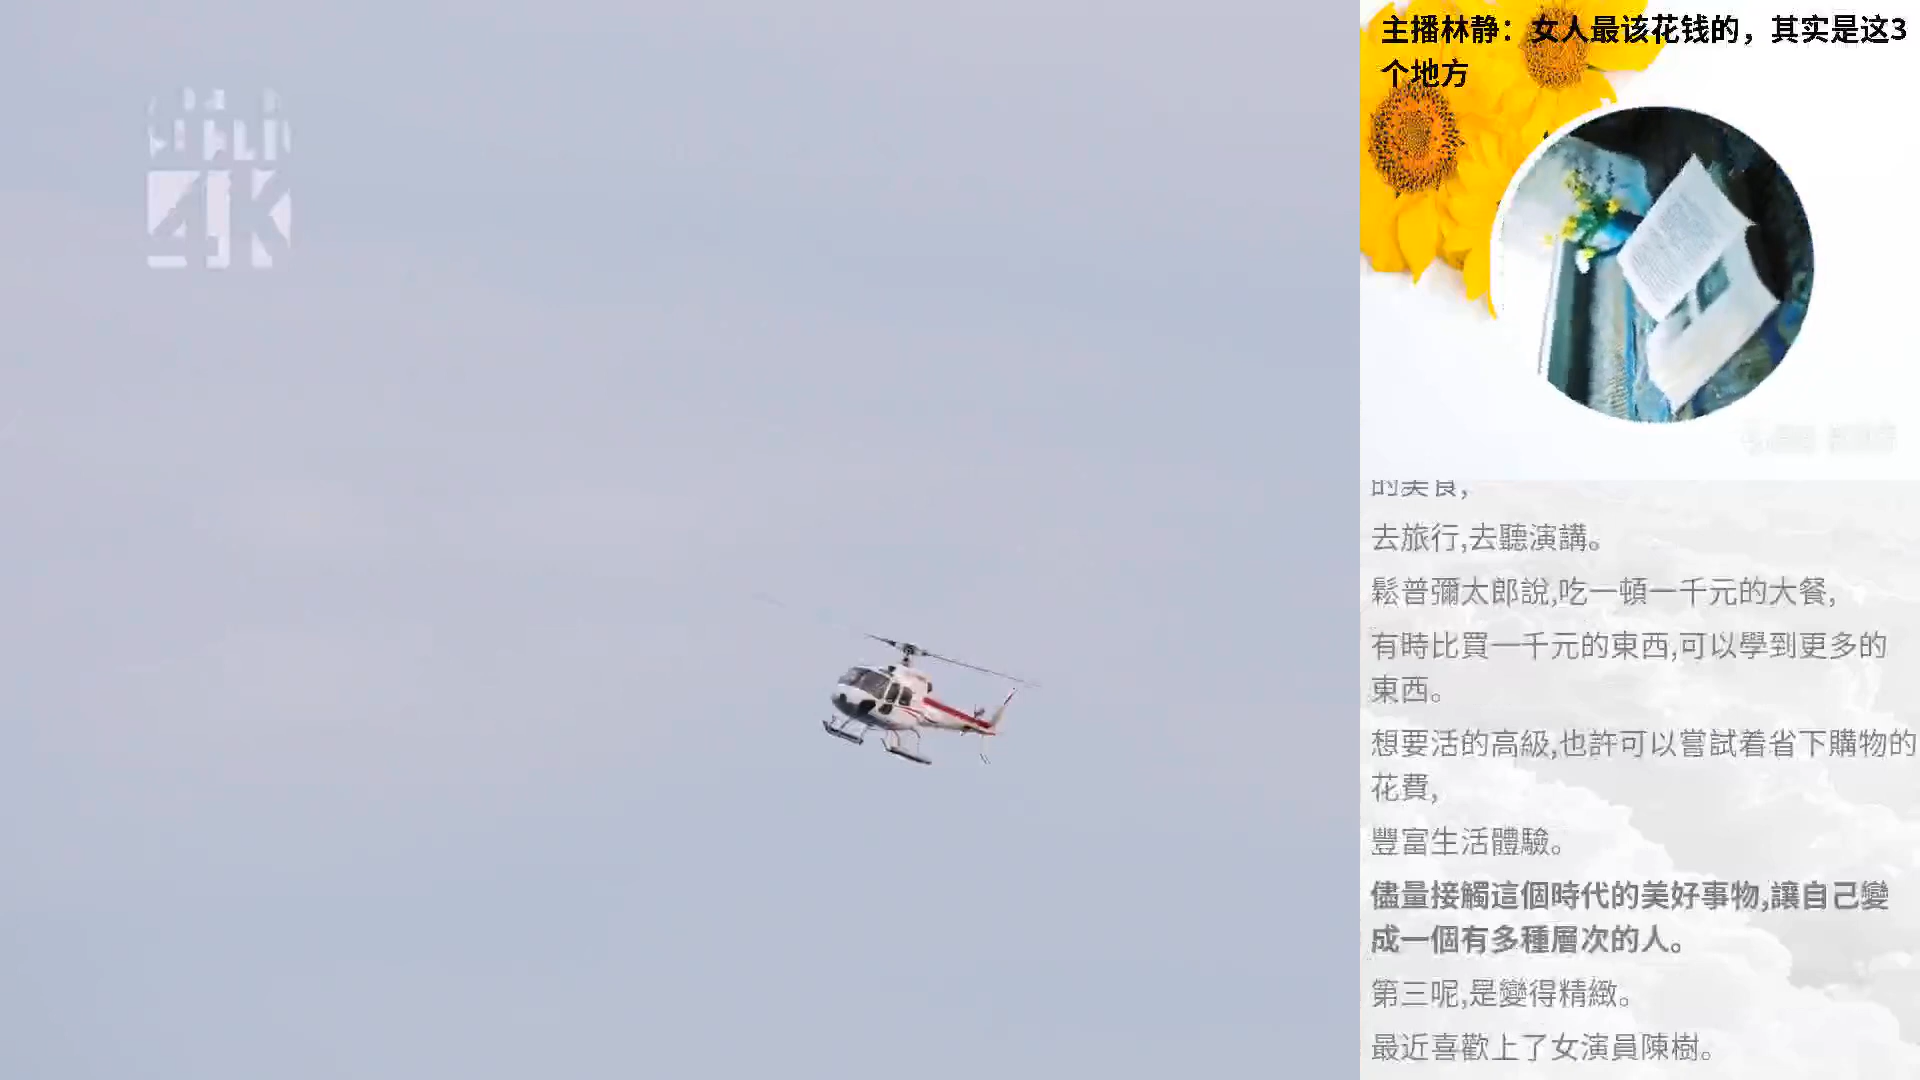 4K
主播林静：女人最该花钱的，其实是这3
个地方
的美食,
去旅行,去聽演講。
鬆普彌太郎說,吃一頓一千元的大餐,
有時比買一千元的東西,可以學到更多的
東西。
想要活的高級,也許可以嘗試着省下購物的
花費,
豐富生活體驗。
儘量接觸這個時代的美好事物,讓自己變
成一個有多種層次的人。
第三呢,是變得精緻。
最近喜歡上了女演員陳樹。